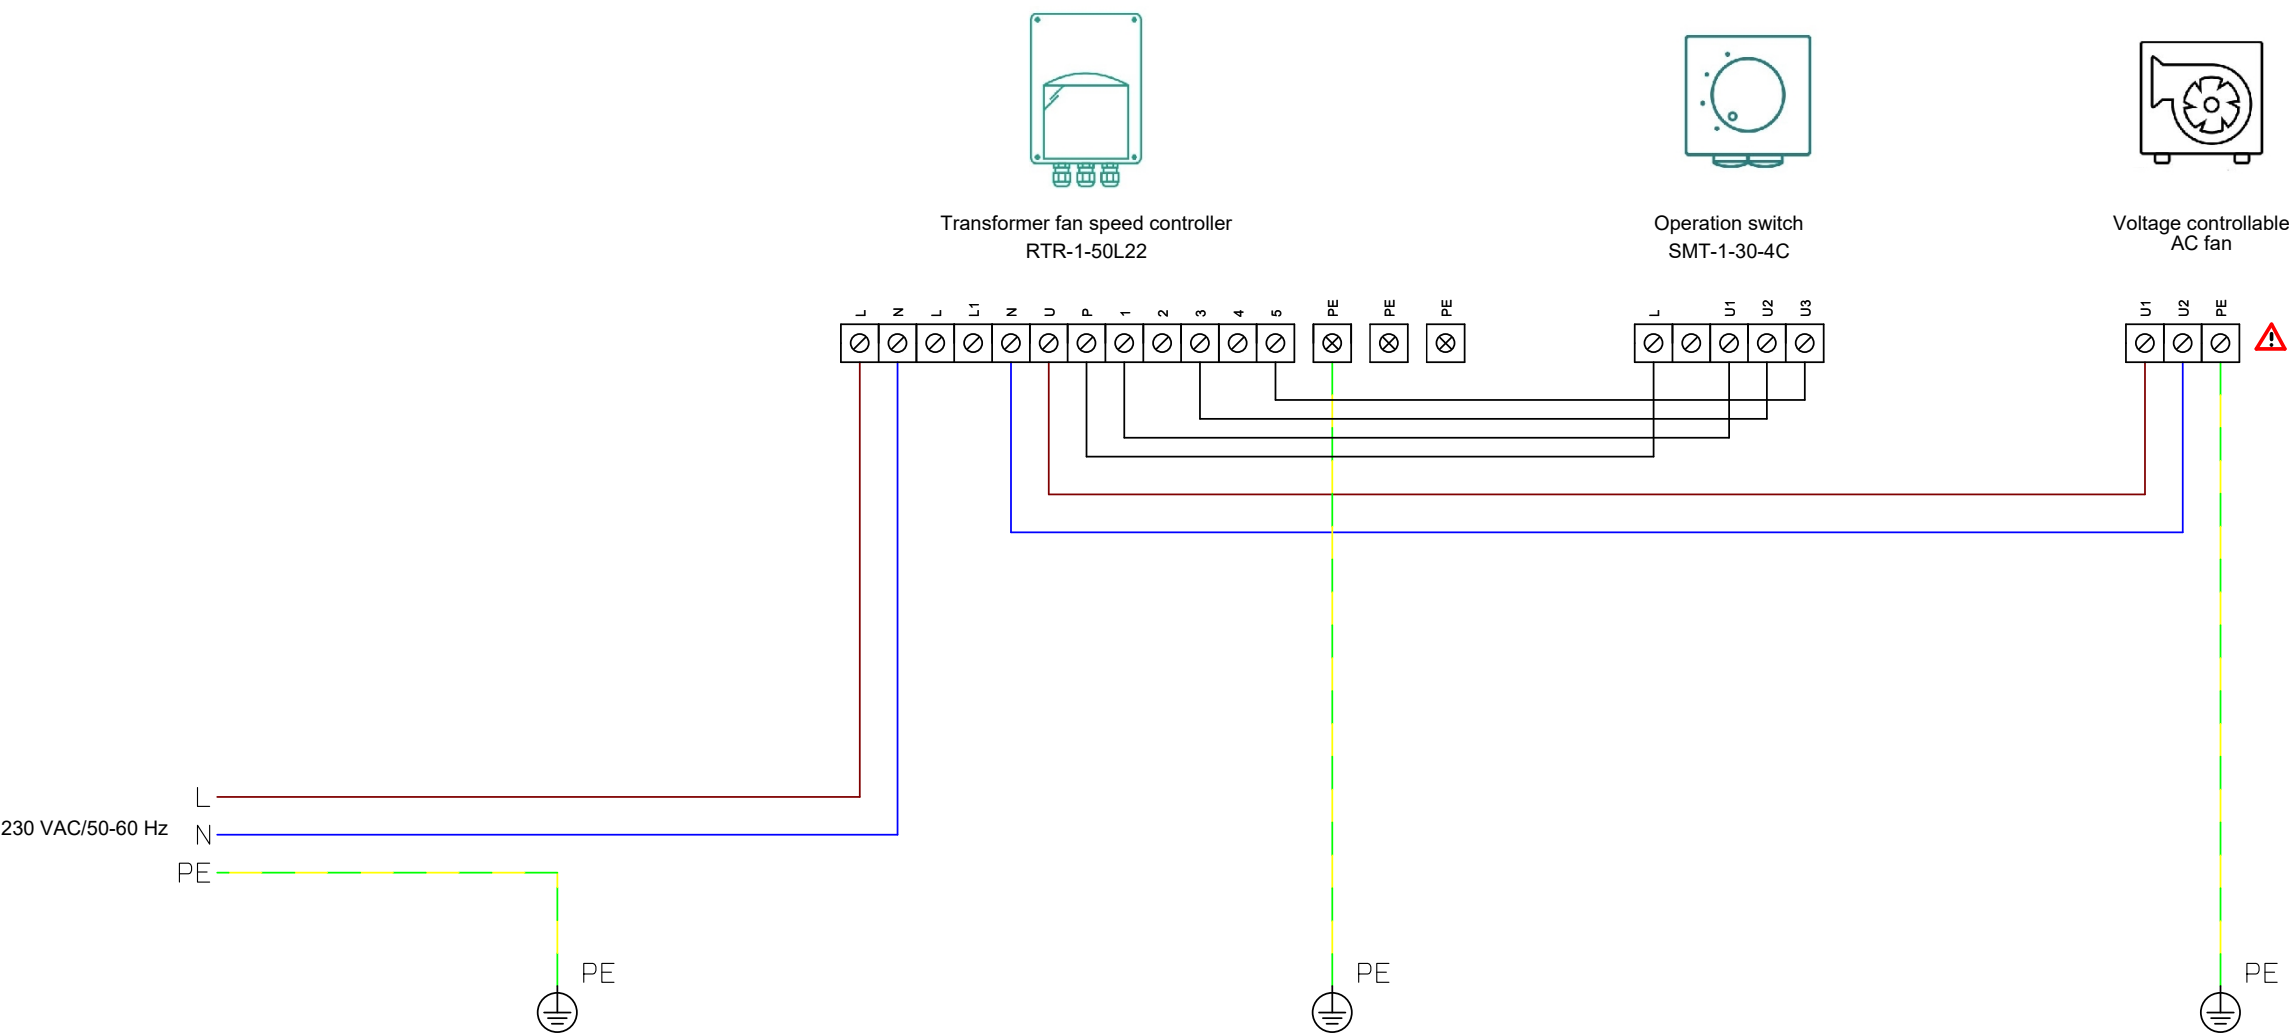 Transformer fan speed controller
RTR-1-50L22
Operation switch
SMT-1-30-4C
Voltage controllable
AC fan
L N L L1 N U P 1 2 3 4 5 PE PE PE
L U1 U2 U3
U1 U2 PE
L
230 VAC/50-60 Hz N
PE
PE
PE
PE